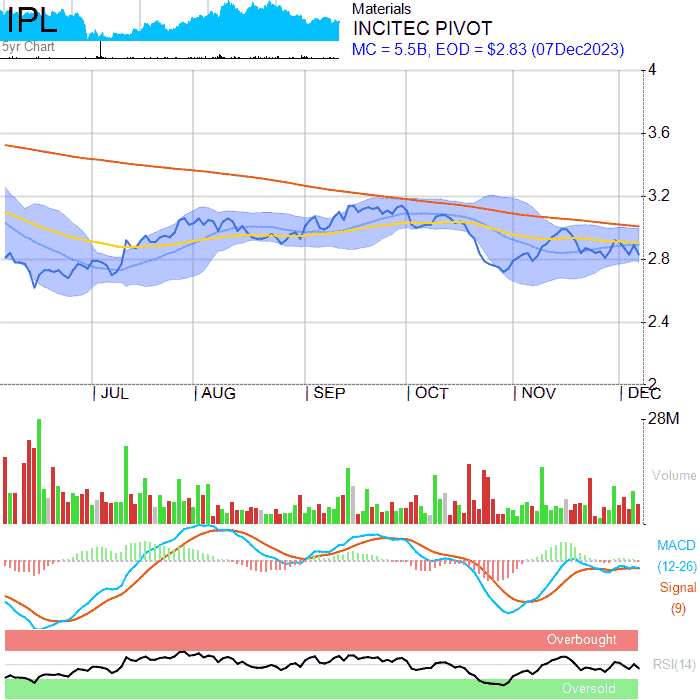 IPL
5yr Chart
Materials
INCITEC PIVOT
MC = 5.5B, EOD = $2.83 (07Dec2023)
4
3.6
3.2
2.8
2.4
2
JUL AUG SEP OCT NOV DEC
28M
Volume
MACD
(12-26)
Signal
(9)
Overbought
RSI(14)
Oversold